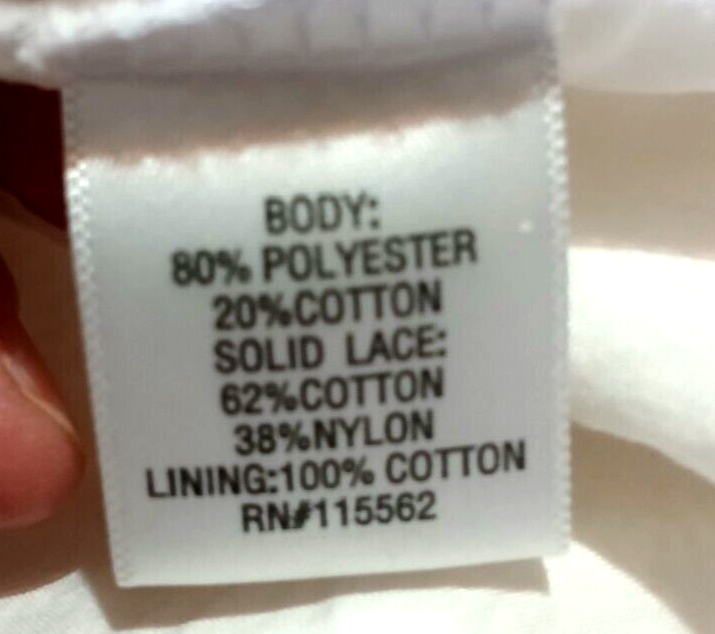 BODY:
80% POLYESTER
20%COTTON
SOLID LACE:
62%COTTON
38%NYLON
LINING:100% COTTON
RN#115562